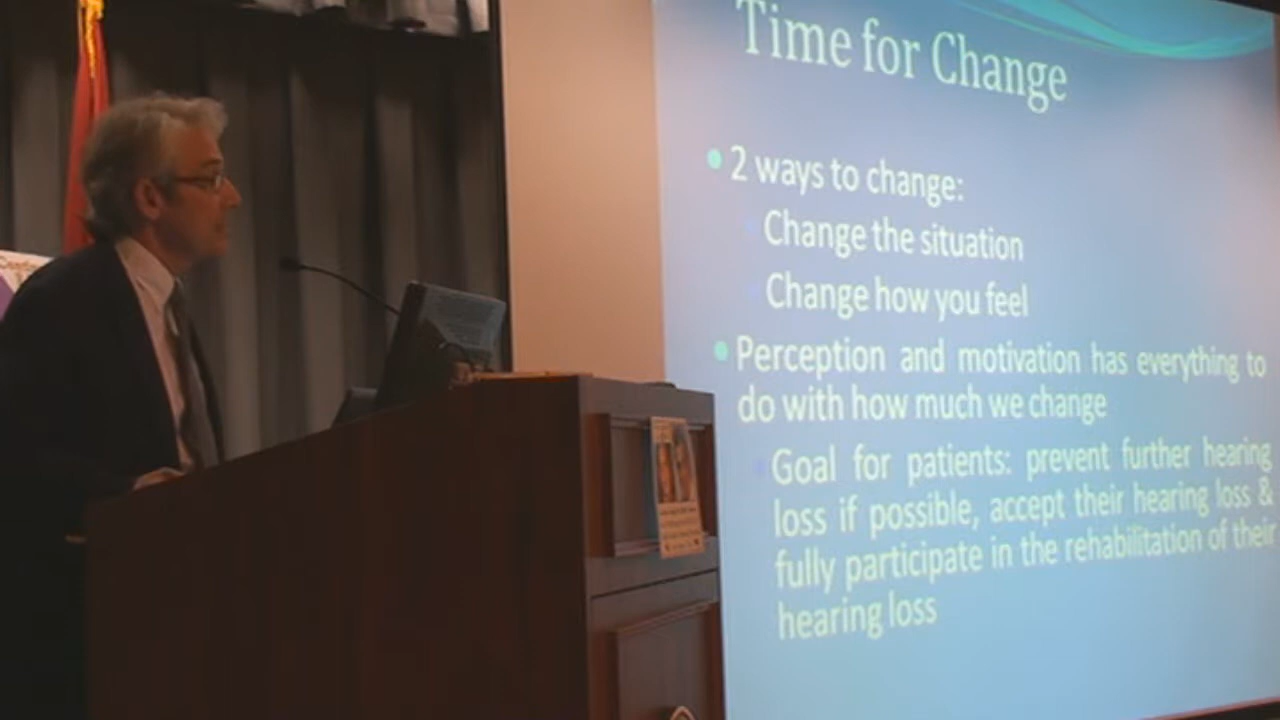 Time for Change
2 ways to change:
Change the situation
Change how you feel
Perception and motivation has everything to
do with how much we change
Goal for patients: prevent further hearing
loss if possible, accept their hearing loss &
fully participate in the rehabilitation of their
hearing loss